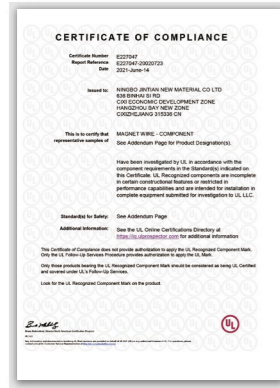 CERTIFICATE OF COMPLIANCE
Certificate Number E227047
Report Reference E227047-20020723
Date 2021-June-14
Issued to: NINGBO JINTIAN NEW MATERIAL CO LTD
636 BINHAI SI RD
CIXI ECONOMIC DEVELOPMENT ZONE
HANGZHOU BAY NEW ZONE
CIXIZHEJIANG 315336 CN
This is to certify that MAGNET WIRE - COMPONENT
representative samples of See Addendum Page for Product Designation(s).
Have been investigated by UL in accordance with the
component requirements in the Standard(s) indicated on
this Certificate. UL Recognized components are incomplete
in certain constructional features or restricted in
performance capabilities and are intended for installation in
complete equipment submitted for investigation to UL LLC.
Standard(s) for Safety: See Addendum Page
Additional Information: See the UL Online Certifications Directory at
https://iq.ulprospector.com for additional information
This Certificate of Compliance does not provide authorization to apply the UL Recognized Component Mark.
Only the UL Follow-Up Services Procedure provides authorization to apply the UL Mark.
Only those products bearing the UL Recognized Component Mark should be considered as being UL Certified
and covered under UL's Follow-Up Services.
Look for the UL Recognized Component Mark on the product.
UL